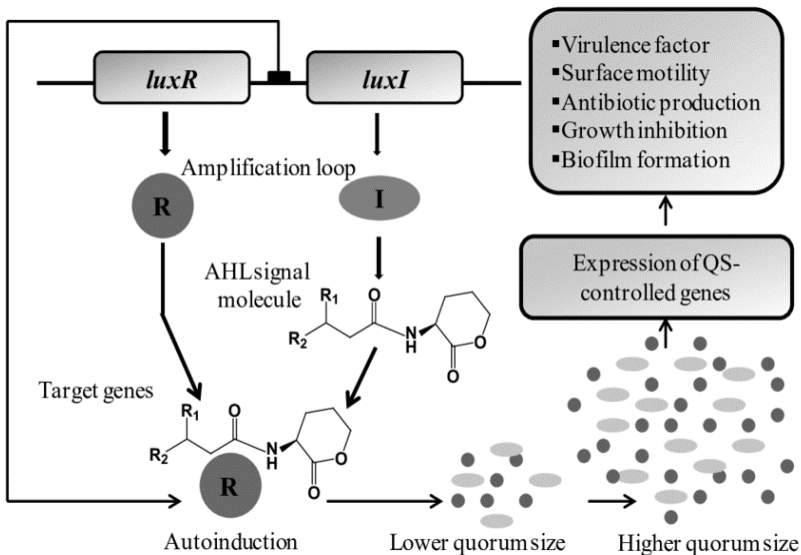 luxR
luxI
▪Virulence factor
▪Surface motility
▪Antibiotic production
▪Growth inhibition
▪Biofilm formation
Amplification loop
R
I
AHL signal
molecule
R1
R2
O
N
H
O
O
Expression of QS-
controlled genes
Target genes
R1
R2
O
N
H
O
O
R
Autoinduction
Lower quorum size
Higher quorum size